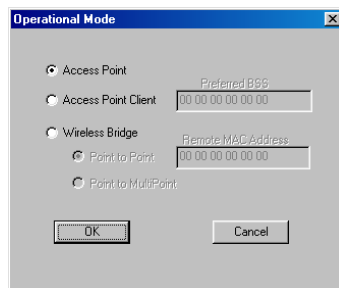 Operational Mode
Access Point
Preferred BSS
Access Point Client
00 00 00 00 00 00
Wireless Bridge
Remote MAC Address
Point to Point
00 00 00 00 00 00
Point to MultiPoint
OK
Cancel